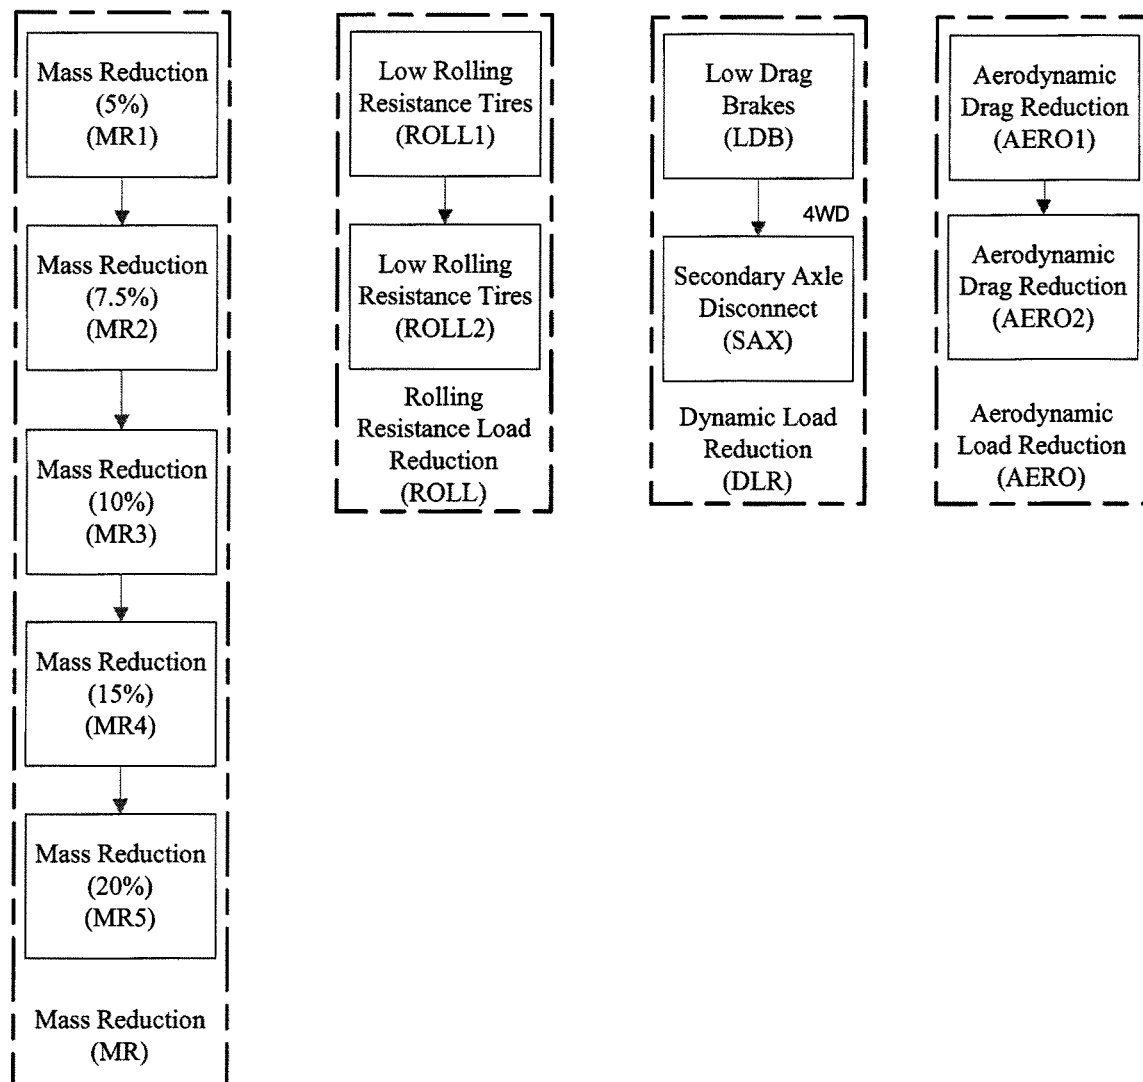 Mass Reduction
(5%)
(MR1)
Mass Reduction
(7.5%)
(MR2)
Mass Reduction
(10%)
(MR3)
Mass Reduction
(15%)
(MR4)
Mass Reduction
(20%)
(MR5)
Mass Reduction
(MR)
Low Rolling
Resistance Tires
(ROLL1)
Low Rolling
Resistance Tires
(ROLL2)
Rolling
Resistance Load
Reduction
(ROLL)
Low Drag
Brakes
(LDB)
4WD
Secondary Axle
Disconnect
(SAX)
Dynamic Load
Reduction
(DLR)
Aerodynamic
Drag Reduction
(AERO1)
Aerodynamic
Drag Reduction
(AERO2)
Aerodynamic
Load Reduction
(AERO)